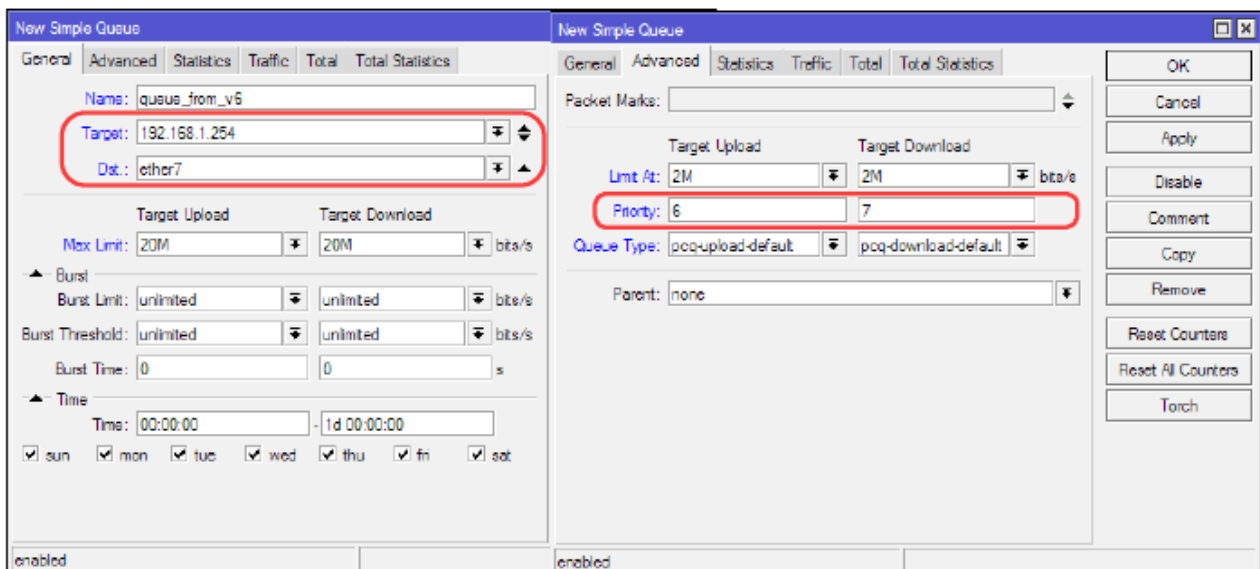 New Simple Queue
General Advanced Statistics Traffic Total Total Statistics
Name: queue_from_v6
Target: 192.168.1.254
Dst.: ether7
Target Upload Target Download
Max Limit: 20M 20M bits/s
Burst
Burst Limit: unlimited unlimited bits/s
Burst Threshold: unlimited unlimited bits/s
Burst Time: 0 0 s
Time
Time: 00:00:00 - 1d 00:00:00
sun mon tue wed thu fri sat
enabled
New Simple Queue
General Advanced Statistics Traffic Total Total Statistics
Packet Marks:
Target Upload Target Download
Limit At: 2M 2M bits/s
Priority: 6 7
Queue Type: pcq-upload-default pcq-download-default
Parent: none
enabled
OK
Cancel
Apply
Disable
Comment
Copy
Remove
Reset Counters
Reset All Counters
Torch